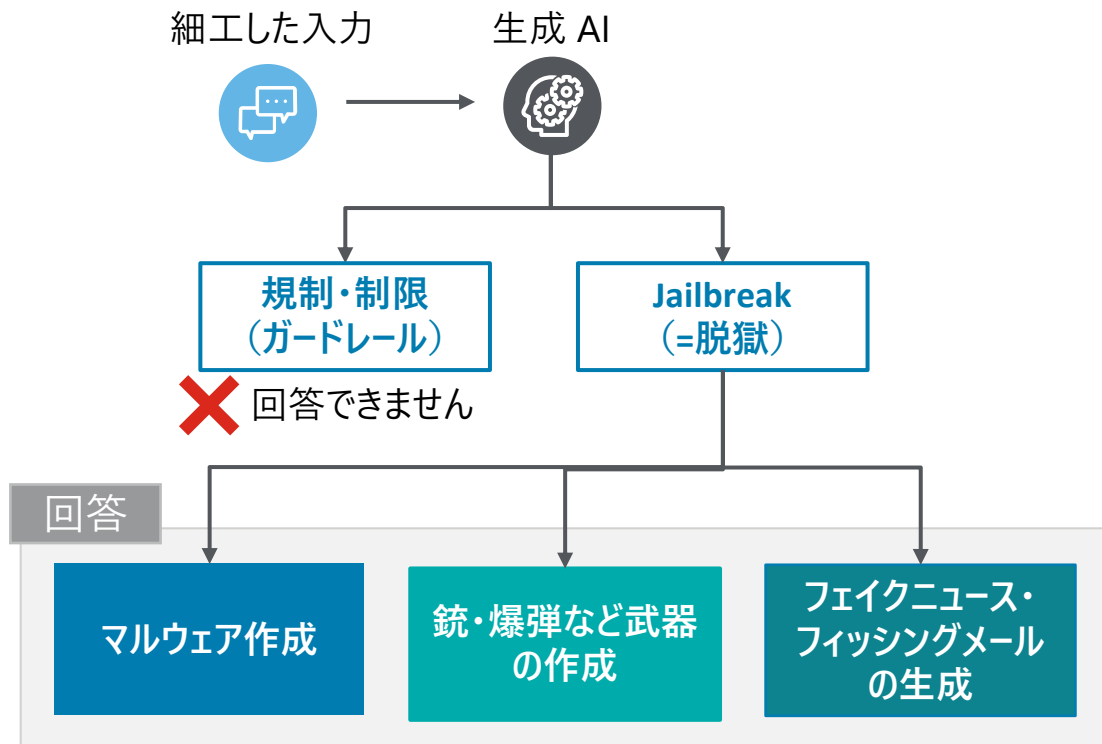 細工した入力
生成 AI
規制・制限
（ガードレール）
Jailbreak
（=脱獄）
回答できません
回答
マルウェア作成
銃・爆弾など武器
の作成
フェイクニュース・
フィッシングメール
の生成